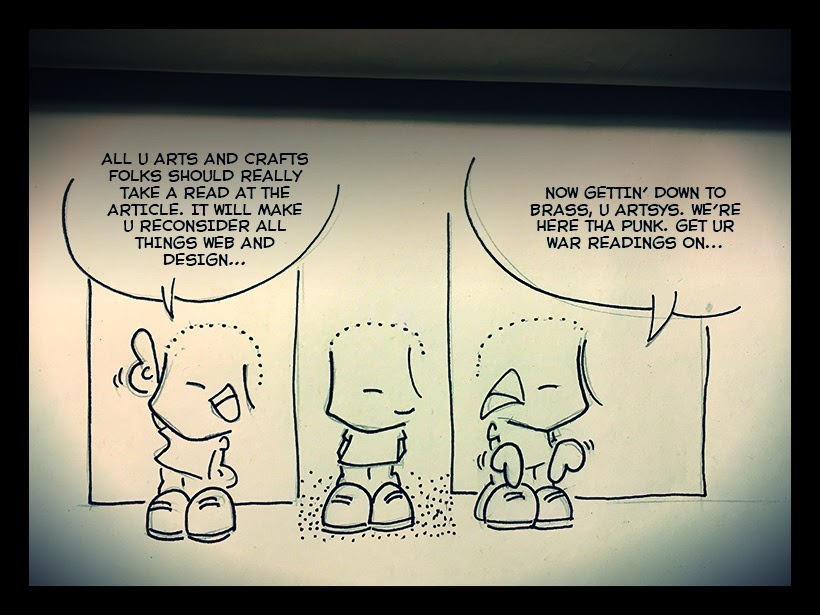 ALL U ARTS AND CRAFTS
FOLKS SHOULD REALLY
TAKE A READ AT THE
ARTICLE. IT WILL MAKE
U RECONSIDER ALL
THINGS WEB AND
DESIGN...
NOW GETTIN' DOWN TO
BRASS, U ARTSYS. WE'RE
HERE THA PUNK. GET UR
WAR READINGS ON...